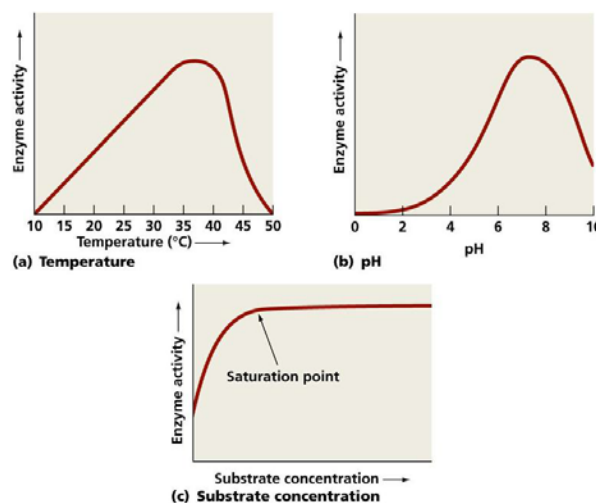 Enzyme activity
10 15 20 25 30 35 40 45 50
Temperature (°C)
(a) Temperature
Enzyme activity
0 2 4 6 8 10
pH
(b) pH
Enzyme activity
Saturation point
Substrate concentration
(c) Substrate concentration